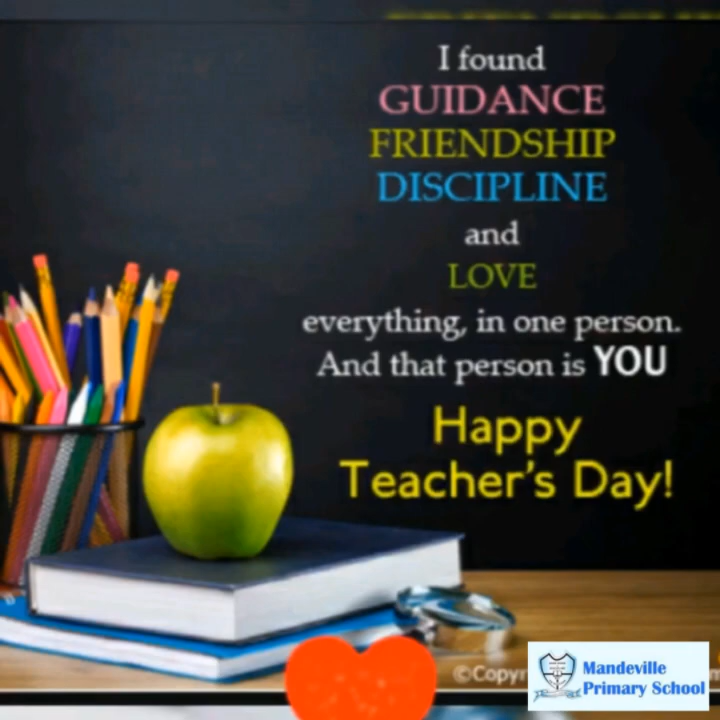 I found
GUIDANCE
FRIENDSHIP
DISCIPLINE
and
LOVE
everything, in one person.
And that person is YOU
Happy
Teacher's Day!
Mandeville
Primary School